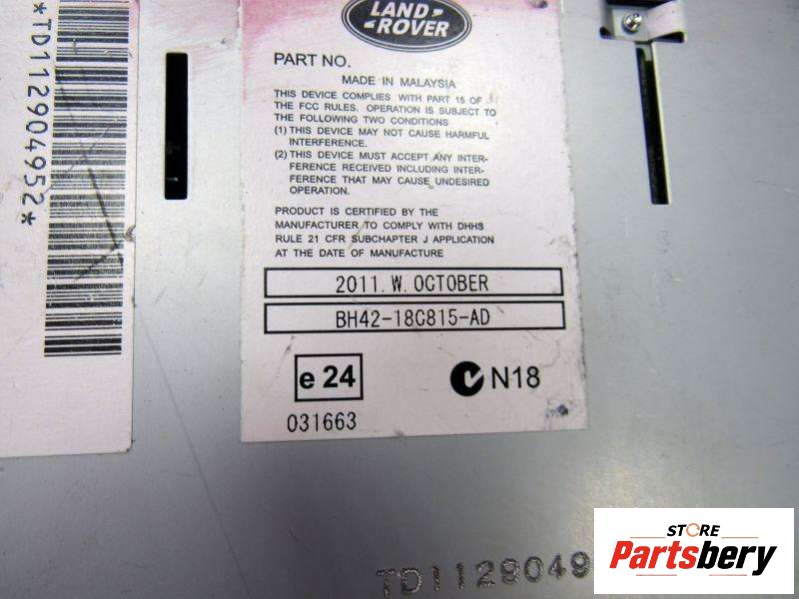 *TD112904952*
LAND
ROVER
PART NO.
MADE IN MALAYSIA
THIS DEVICE COMPLIES WITH PART 15 OF
THE FCC RULES. OPERATION IS SUBJECT TO
THE FOLLOWING TWO CONDITIONS
(1) THIS DEVICE MAY NOT CAUSE HARMFUL
INTERFERENCE.
(2) THIS DEVICE MUST ACCEPT ANY INTER-
FERENCE RECEIVED INCLUDING INTER-
FERENCE THAT MAY CAUSE UNDESIRED
OPERATION.
PRODUCT IS CERTIFIED BY THE
MANUFACTURER TO COMPLY WITH DHHS
RULE 21 CFR SUBCHAPTER J APPLICATION
AT THE DATE OF MANUFACTURE
2011. W. OCTOBER
BH42-18C815-AD
e 24
N18
031663
TD1129049
STORE
Partsbery